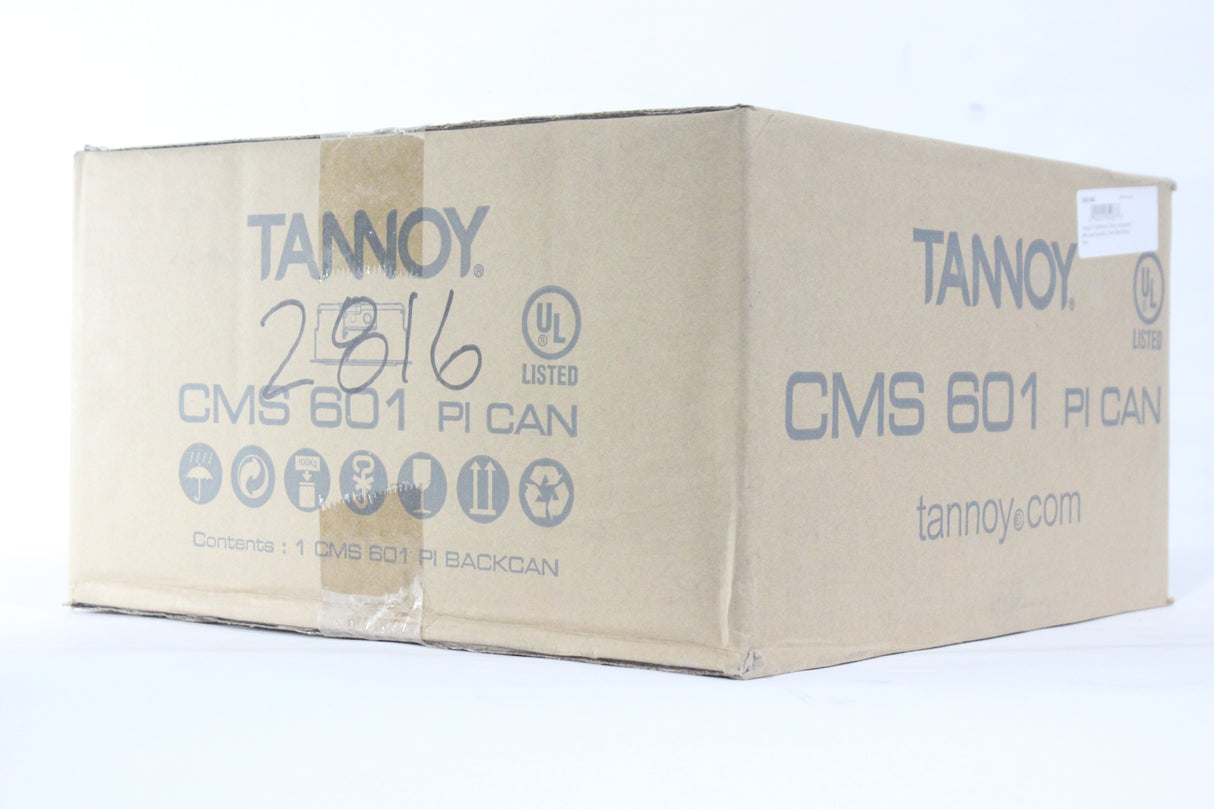 TANNOY®
2816
UL
®
LISTED
CMS 601 PI CAN
100Kg
Contents : 1 CMS 601 PI BACKCAN
TANNOY®
UL
LISTED
CMS 601 PI CAN
tannoy.com